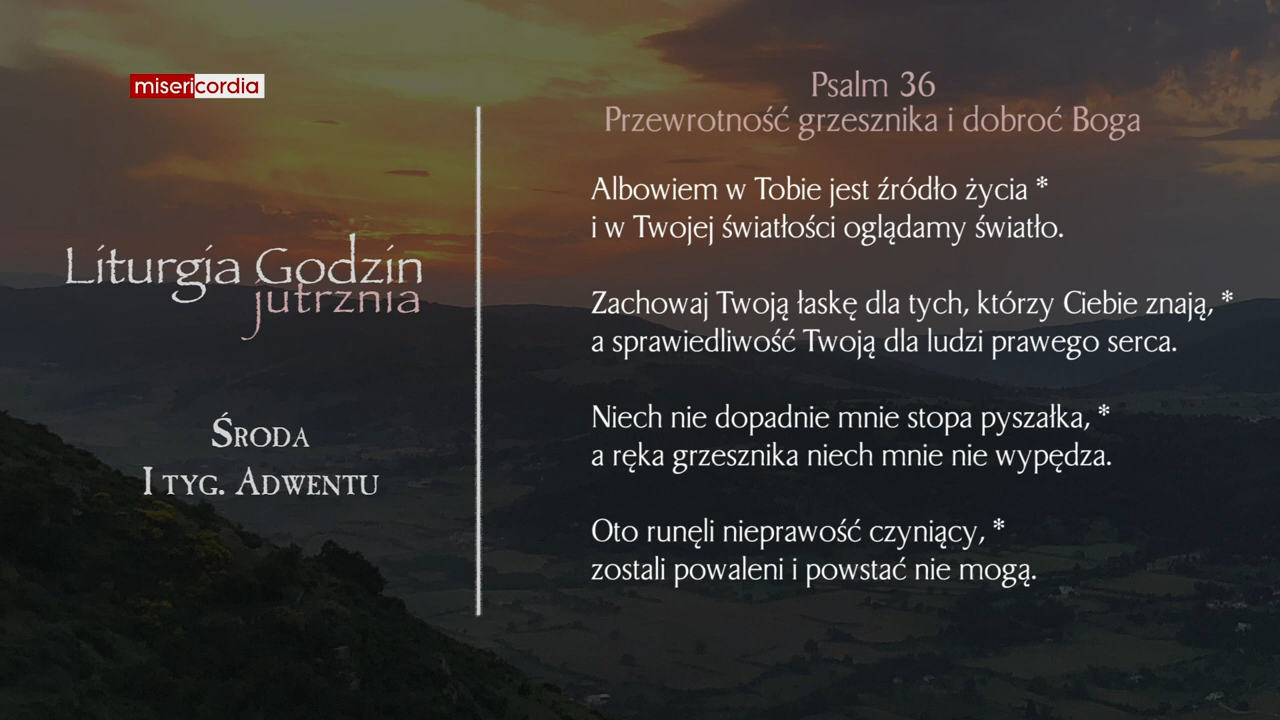 misericordia
Liturgia Godzin
jutrznia
Środa
I tyg. Adwentu
Psalm 36
Przewrotność grzesznika i dobroć Boga
Albowiem w Tobie jest źródło życia *
i w Twojej światłości oglądamy światło.
Zachowaj Twoją łaskę dla tych, którzy Ciebie znają, *
a sprawiedliwość Twoją dla ludzi prawego serca.
Niech nie dopadnie mnie stopa pyszałka, *
a ręka grzesznika niech mnie nie wypędza.
Oto runęli nieprawość czyniący, *
zostali powaleni i powstać nie mogą.